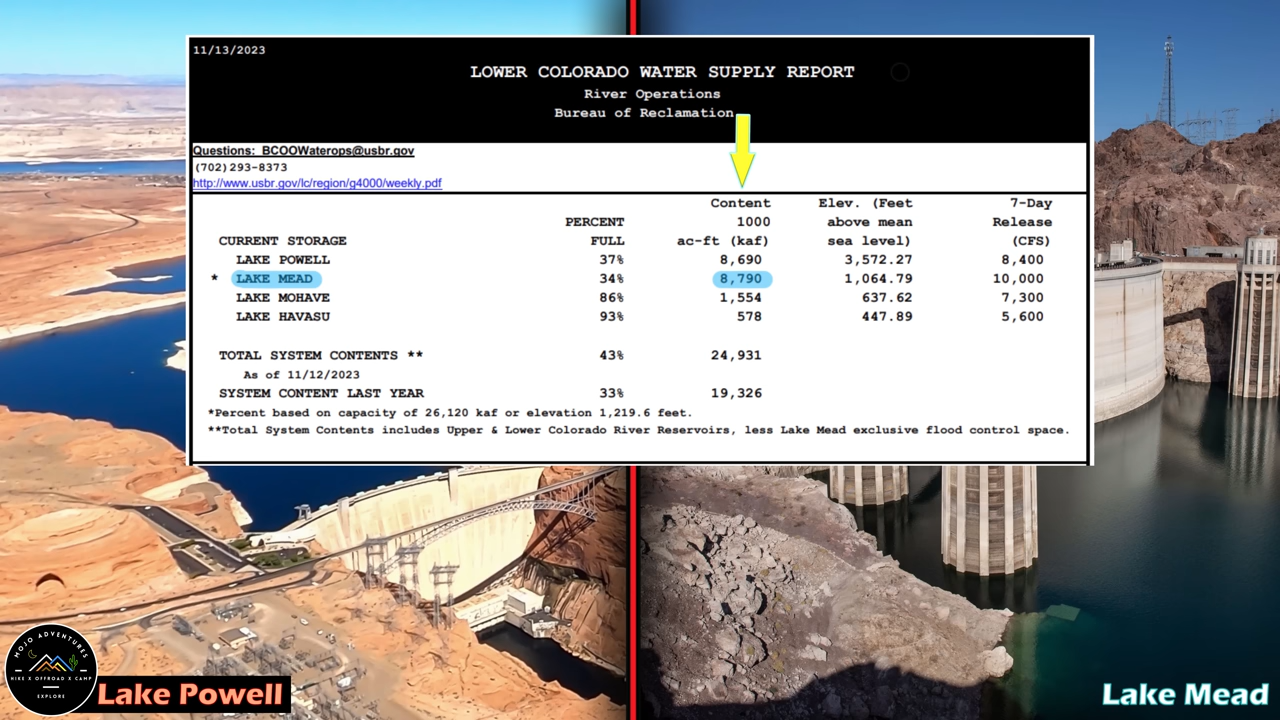 11/13/2023
LOWER COLORADO WATER SUPPLY REPORT
River Operations
Bureau of Reclamation
Questions: BCOOWaterops@usbr.gov
(702)293-8373
http://www.usbr.gov/lc/region/g4000/weekly.pdf
Content Elev. (Feet 7-Day
PERCENT 1000 above mean Release
CURRENT STORAGE FULL ac-ft (kaf) sea level) (CFS)
LAKE POWELL 37% 8,690 3,572.27 8,400
* LAKE MEAD 34% 8,790 1,064.79 10,000
LAKE MOHAVE 86% 1,554 637.62 7,300
LAKE HAVASU 93% 578 447.89 5,600
TOTAL SYSTEM CONTENTS ** 43% 24,931
As of 11/12/2023
SYSTEM CONTENT LAST YEAR 33% 19,326
*Percent based on capacity of 26,120 kaf or elevation 1,219.6 feet.
**Total System Contents includes Upper & Lower Colorado River Reservoirs, less Lake Mead exclusive flood control space.
MOJO ADVENTURES
HIKE X OFFROAD X CAMP
EXPLORE
Lake Powell
Lake Mead